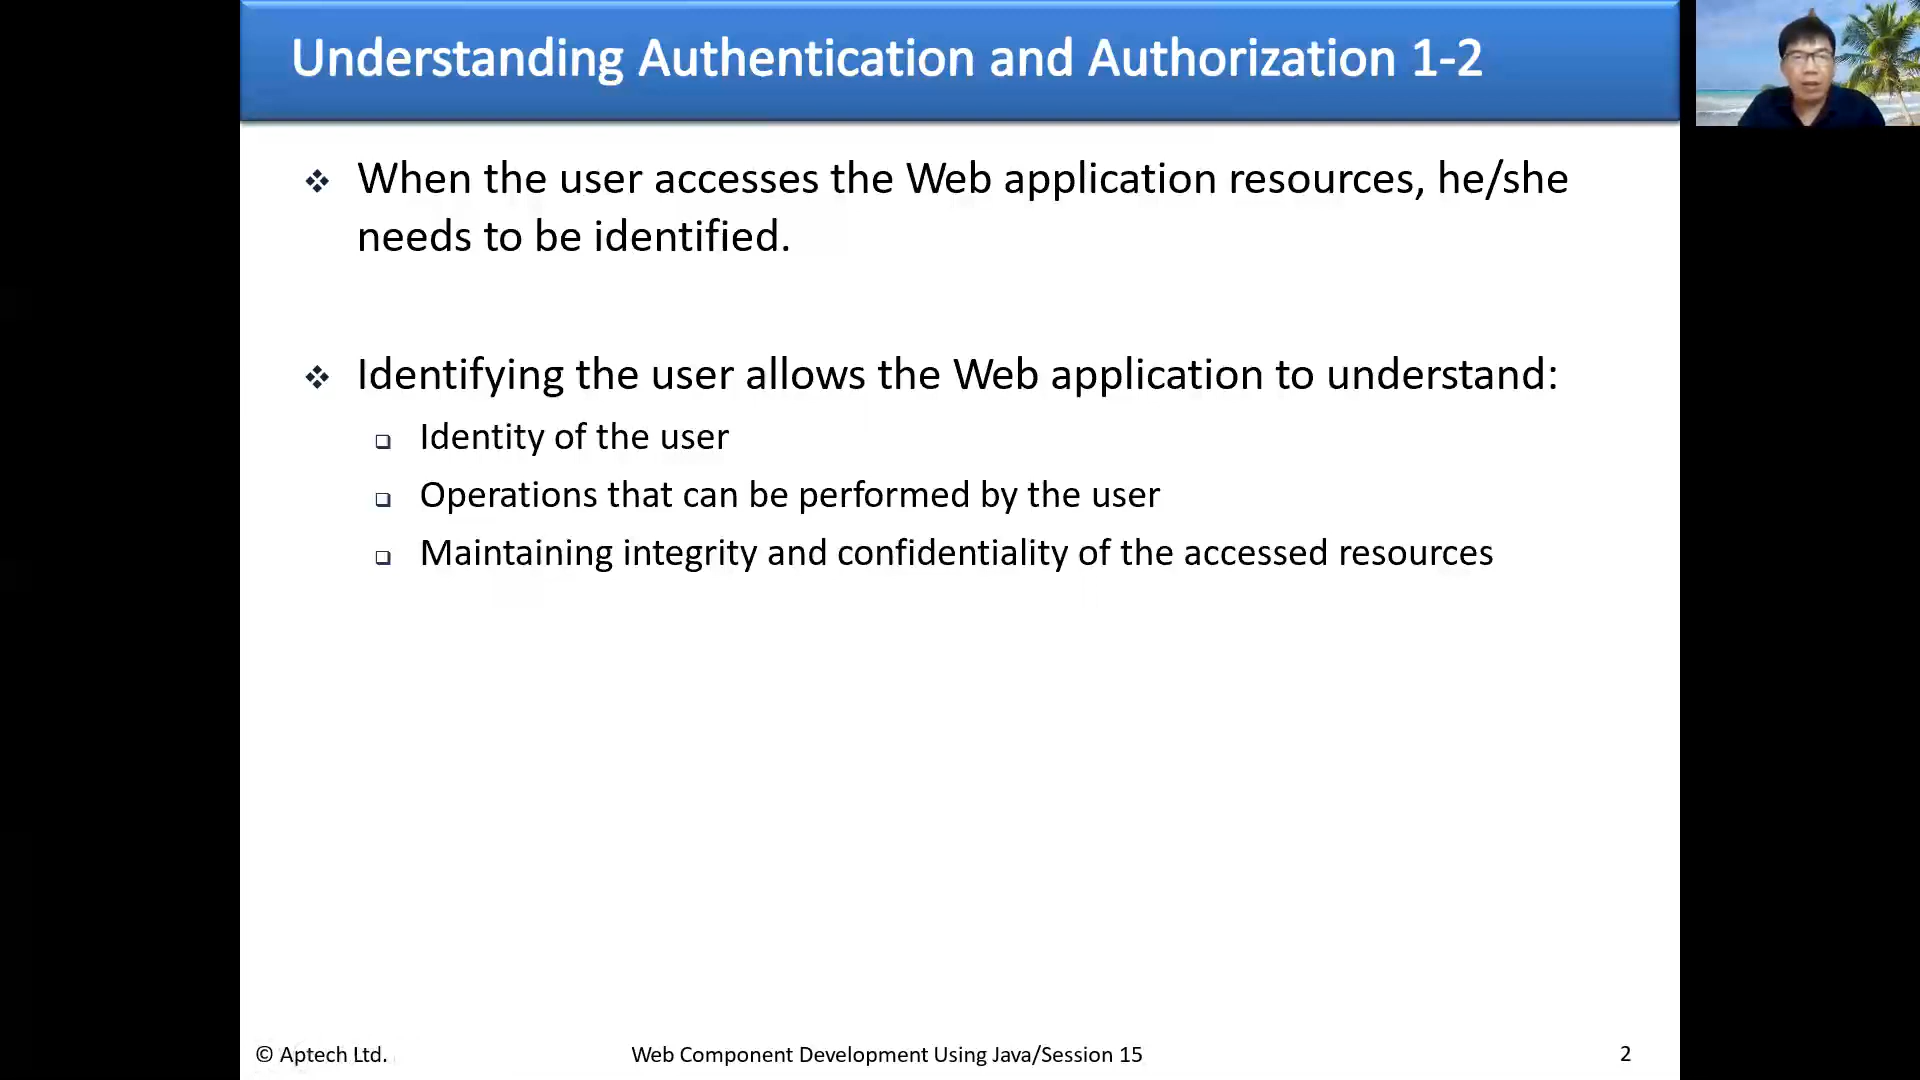 Understanding Authentication and Authorization 1-2
When the user accesses the Web application resources, he/she
needs to be identified.
Identifying the user allows the Web application to understand:
Identity of the user
Operations that can be performed by the user
Maintaining integrity and confidentiality of the accessed resources
© Aptech Ltd.
Web Component Development Using Java/Session 15
2